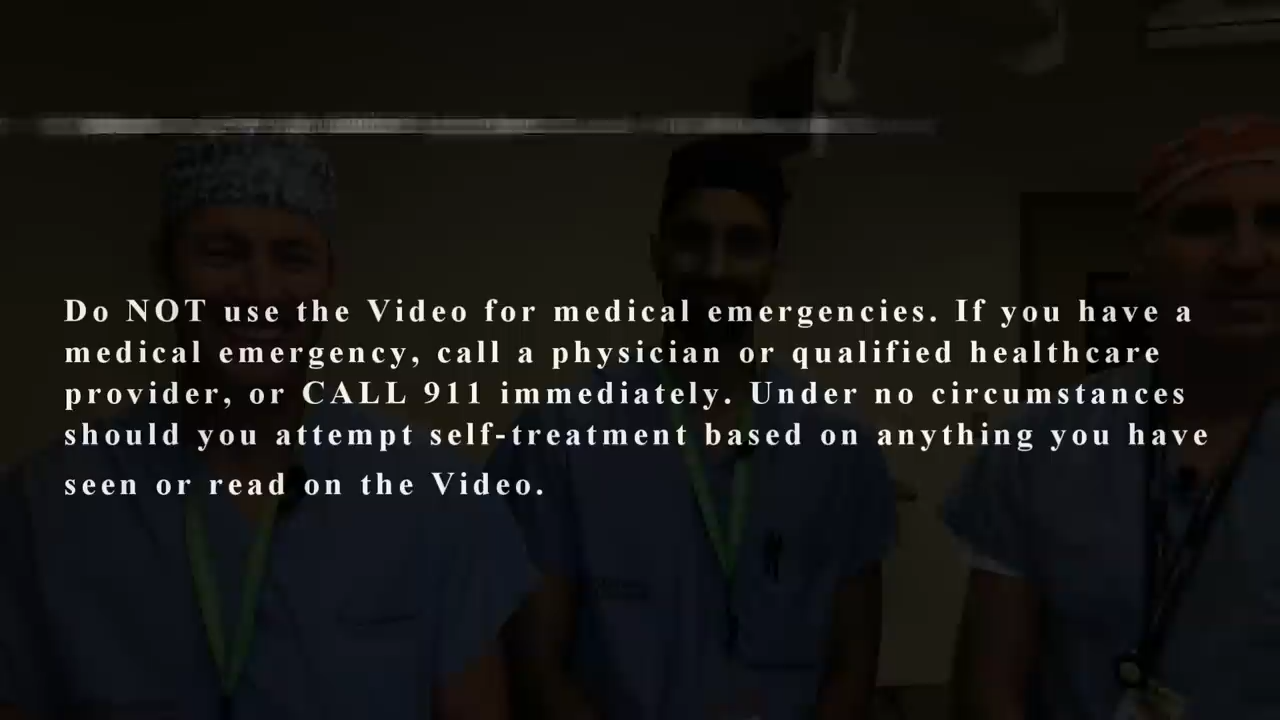 Do NOT use the Video for medical emergencies. If you have a
medical emergency, call a physician or qualified healthcare
provider, or CALL 911 immediately. Under no circumstances
should you attempt self-treatment based on anything you have
seen or read on the Video.